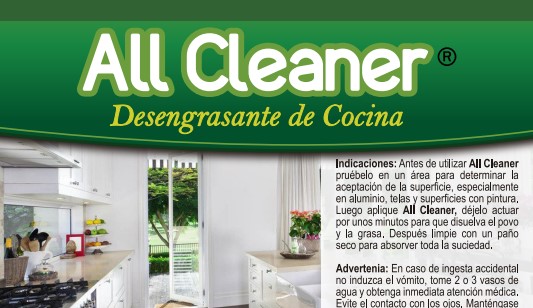 All Cleaner ®
Desengrasante de Cocina
Indicaciones: Antes de utilizar All Cleaner
pruébelo en un área para determinar la
aceptación de la superficie, especialmente
en aluminio, telas y superficies con pintura.
Luego aplique All Cleaner, déjelo actuar
por unos minutos para que disuelva el povo
y la grasa. Después limpie con un paño
seco para absorver toda la suciedad.
Advertenia: En caso de ingesta accidental
no induzca el vómito, tome 2 o 3 vasos de
agua y obtenga inmediata atención médica.
Evite el contacto con los ojos, Manténgase